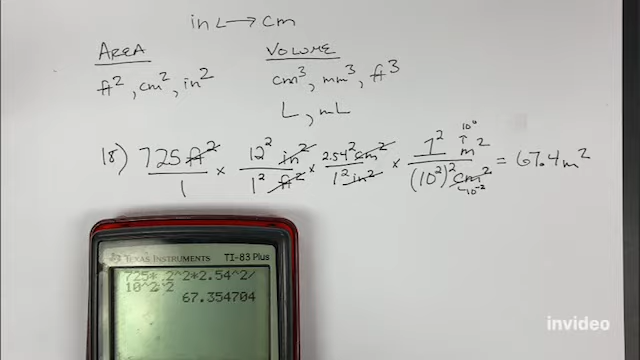 in L → cm
AREA VOLUME
ft², cm², in² cm³, mm³, ft³
L, mL
10⁰
18) 725 ft²/1 × 12² in²/1² ft² × 2.54² cm²/1² in² × 1² m²/(10²)² cm² = 67.4 m²
10⁻²
TEXAS INSTRUMENTS TI-83 Plus
725* 2^2*2.54^2/
10^2^2
67.354704
invideo